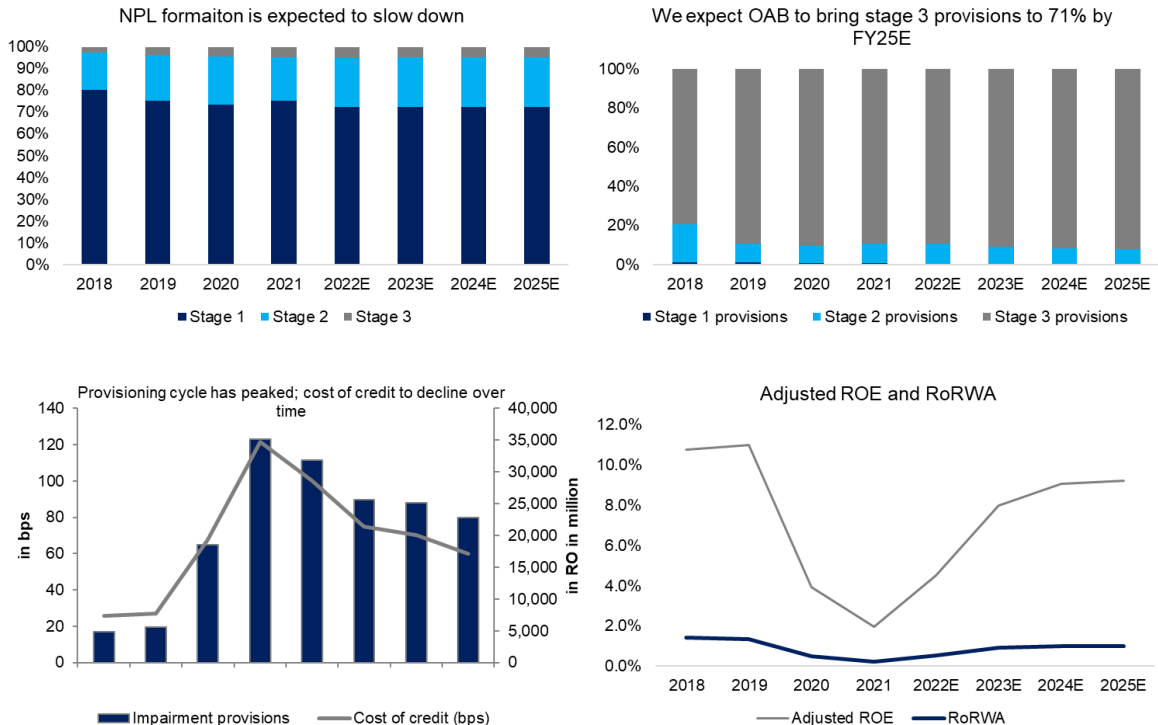 NPL formaiton is expected to slow down
100%
90%
80%
70%
60%
50%
40%
30%
20%
10%
0%
2018 2019 2020 2021 2022E 2023E 2024E 2025E
Stage 1 Stage 2 Stage 3
We expect OAB to bring stage 3 provisions to 71% by
FY25E
100%
80%
60%
40%
20%
0%
2018 2019 2020 2021 2022E 2023E 2024E 2025E
Stage 1 provisions Stage 2 provisions Stage 3 provisions
Provisioning cycle has peaked; cost of credit to decline over
time
in bps
140
120
100
80
60
40
20
0
40,000
35,000
30,000
25,000
20,000
15,000
10,000
5,000
0
in RO in million
Impairment provisions Cost of credit (bps)
Adjusted ROE and RoRWA
12.0%
10.0%
8.0%
6.0%
4.0%
2.0%
0.0%
2018 2019 2020 2021 2022E 2023E 2024E 2025E
Adjusted ROE RoRWA